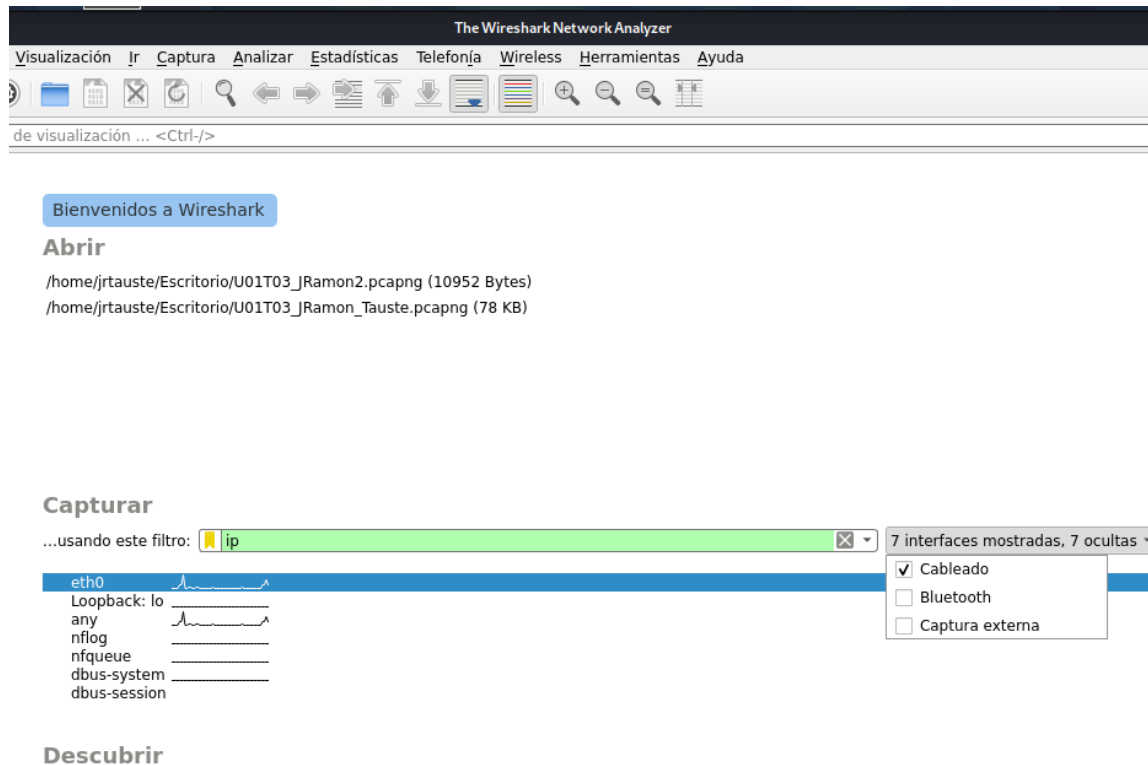 The Wireshark Network Analyzer
Visualización Ir Captura Analizar Estadísticas Telefonía Wireless Herramientas Ayuda
de visualización ... <Ctrl-/>
Bienvenidos a Wireshark
Abrir
/home/jrtauste/Escritorio/U01T03_JRamon2.pcapng (10952 Bytes)
/home/jrtauste/Escritorio/U01T03_JRamon_Tauste.pcapng (78 KB)
Capturar
...usando este filtro: ip 7 interfaces mostradas, 7 ocultas
Cableado
Bluetooth
Captura externa
eth0
Loopback: lo
any
nflog
nfqueue
dbus-system
dbus-session
Descubrir